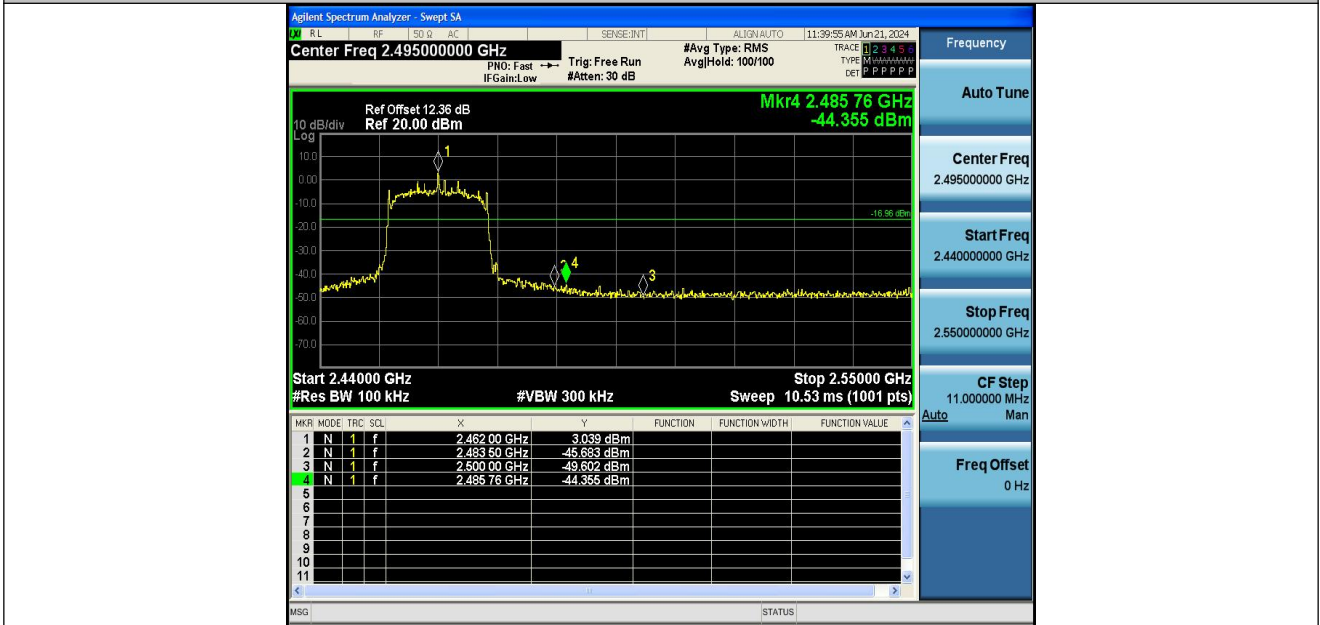 Agilent Spectrum Analyzer - Swept SA
LXI RL RF 50 Ω AC SENSE:INT ALIGNAUTO 11:39:55 AM Jun 21, 2024
Center Freq 2.495000000 GHz
PNO: Fast
IFGain:Low
Trig: Free Run
#Atten: 30 dB
#Avg Type: RMS
Avg|Hold: 100/100
TRACE 1 2 3 4 5 6
TYPE M
DET P P P P P P
Ref Offset 12.36 dB
10 dB/div Ref 20.00 dBm
Log
Mkr4 2.485 76 GHz
-44.355 dBm
10.0
0.00
-10.0
-20.0
-30.0
-40.0
-50.0
-60.0
-70.0
1
4
3
-16.96 dBm
Start 2.44000 GHz Stop 2.55000 GHz
#Res BW 100 kHz #VBW 300 kHz Sweep 10.53 ms (1001 pts)
MKR MODE TRC SCL X Y FUNCTION FUNCTION WIDTH FUNCTION VALUE
1 N 1 f 2.462 00 GHz 3.039 dBm
2 N 1 f 2.483 50 GHz -45.683 dBm
3 N 1 f 2.500 00 GHz -49.602 dBm
4 N 1 f 2.485 76 GHz -44.355 dBm
5
6
7
8
9
10
11
MSG STATUS
Frequency
Auto Tune
Center Freq
2.495000000 GHz
Start Freq
2.440000000 GHz
Stop Freq
2.550000000 GHz
CF Step
11.000000 MHz
Auto Man
Freq Offset
0 Hz